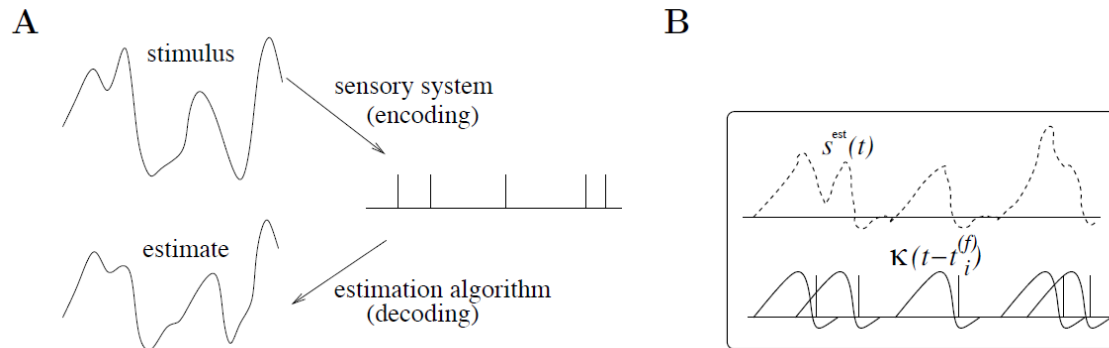 A
stimulus
sensory system
(encoding)
estimate
estimation algorithm
(decoding)
B
s^est(t)
κ(t−t_i^(f))